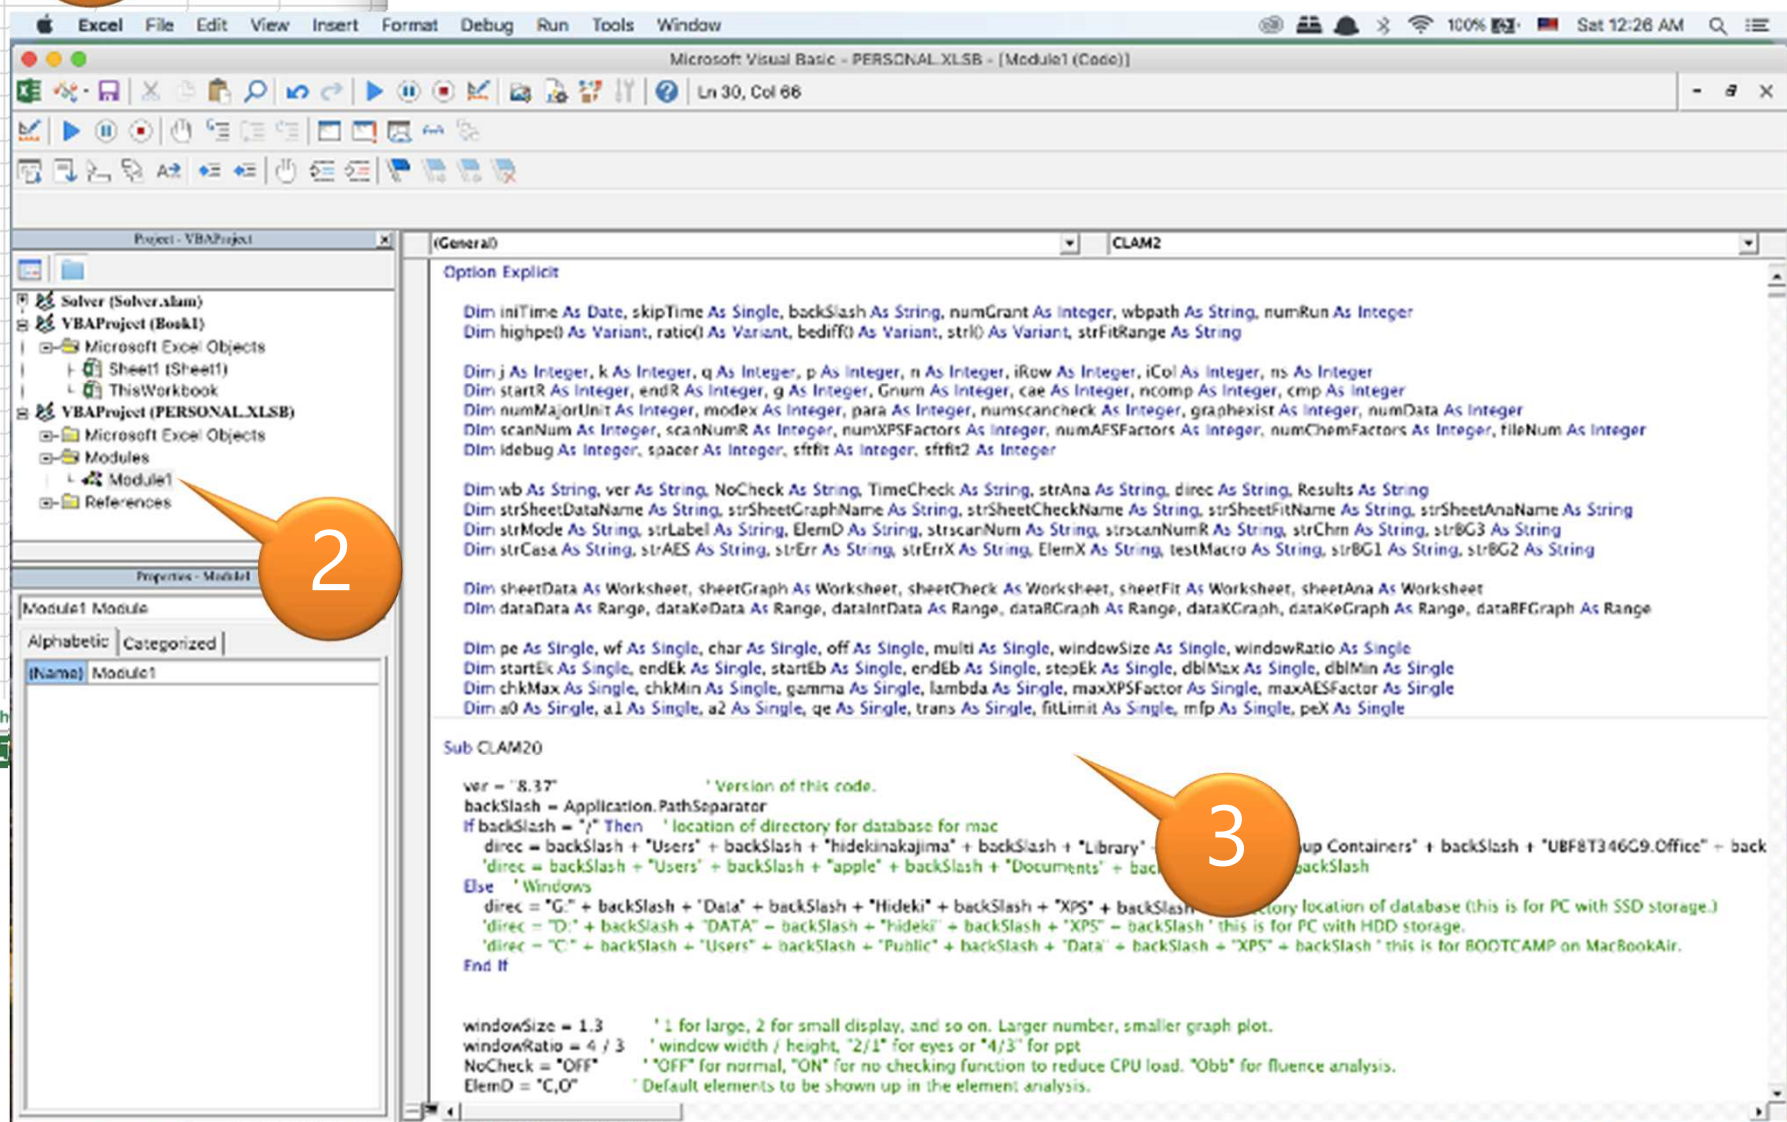 Excel File Edit View Insert Format Debug Run Tools Window 100% Sat 12:26 AM
Microsoft Visual Basic - PERSONAL.XLSB - [Module1 (Code)]
Ln 30, Col 66
Project - VBAProject
(General) CLAM2
Solver (Solver.xlam)
VBAProject (Book1)
Microsoft Excel Objects
Sheet1 (Sheet1)
ThisWorkbook
VBAProject (PERSONAL.XLSB)
Microsoft Excel Objects
Modules
Module1
References
2
Properties - Module1
Module1 Module
Alphabetic Categorized
(Name) Module1
Option Explicit
Dim iniTime As Date, skipTime As Single, backSlash As String, numGrant As Integer, wbpath As String, numRun As Integer
Dim highpe() As Variant, ratio() As Variant, bediff() As Variant, strl() As Variant, strFitRange As String
Dim j As Integer, k As Integer, q As Integer, p As Integer, n As Integer, iRow As Integer, iCol As Integer, ns As Integer
Dim startR As Integer, endR As Integer, g As Integer, Gnum As Integer, cae As Integer, ncomp As Integer, cmp As Integer
Dim numMajorUnit As Integer, modex As Integer, para As Integer, numscancheck As Integer, graphexist As Integer, numData As Integer
Dim scanNum As Integer, scanNumR As Integer, numXPSFactors As Integer, numAESFactors As Integer, numChemFactors As Integer, fileNum As Integer
Dim idebug As Integer, spacer As Integer, sftfit As Integer, sftfit2 As Integer
Dim wb As String, ver As String, NoCheck As String, TimeCheck As String, strAna As String, direc As String, Results As String
Dim strSheetDataName As String, strSheetGraphName As String, strSheetCheckName As String, strSheetFitName As String, strSheetAnaName As String
Dim strMode As String, strLabel As String, ElemD As String, strscanNum As String, strscanNumR As String, strChm As String, strBG3 As String
Dim strCasa As String, strAES As String, strErr As String, strErrX As String, ElemX As String, testMacro As String, strBG1 As String, strBG2 As String
Dim sheetData As Worksheet, sheetGraph As Worksheet, sheetCheck As Worksheet, sheetFit As Worksheet, sheetAna As Worksheet
Dim dataData As Range, dataKeData As Range, dataIntData As Range, dataBGraph As Range, dataKGraph, dataKeGraph As Range, dataBEGraph As Range
Dim pe As Single, wf As Single, char As Single, off As Single, multi As Single, windowSize As Single, windowRatio As Single
Dim startEk As Single, endEk As Single, startEb As Single, endEb As Single, stepEk As Single, dblMax As Single, dblMin As Single
Dim chkMax As Single, chkMin As Single, gamma As Single, lambda As Single, maxXPSFactor As Single, maxAESFactor As Single
Dim a0 As Single, a1 As Single, a2 As Single, qe As Single, trans As Single, fitLimit As Single, mfp As Single, peX As Single
Sub CLAM2()
ver = "8.37" ' Version of this code.
backSlash = Application.PathSeparator
If backSlash = "/" Then ' location of directory for database for mac
direc = backSlash + "Users" + backSlash + "hidekinakajima" + backSlash + "Library" up Containers" + backSlash + "UBF8T346G9.Office" + back
'direc = backSlash + "Users" + backSlash + "apple" + backSlash + "Documents" + bac ackSlash
Else ' Windows
direc = "G:" + backSlash + "Data" + backSlash + "Hideki" + backSlash + "XPS" + backSlash ctory location of database (this is for PC with SSD storage.)
'direc = "D:" + backSlash + "DATA" + backSlash + "hideki" + backSlash + "XPS" + backSlash ' this is for PC with HDD storage.
'direc = "C:" + backSlash + "Users" + backSlash + "Public" + backSlash + "Data" + backSlash + "XPS" + backSlash ' this is for BOOTCAMP on MacBookAir.
End If
3
windowSize = 1.3 ' 1 for large, 2 for small display, and so on. Larger number, smaller graph plot.
windowRatio = 4 / 3 ' window width / height, "2/1" for eyes or "4/3" for ppt
NoCheck = "OFF" ' "OFF" for normal, "ON" for no checking function to reduce CPU load. "Obb" for fluence analysis.
ElemD = "C,O" ' Default elements to be shown up in the element analysis.